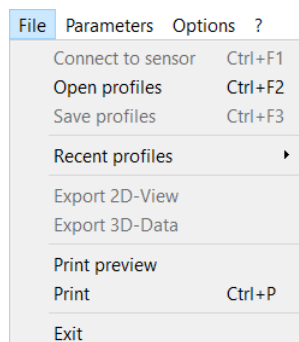 File Parameters Options ?
Connect to sensor Ctrl+F1
Open profiles Ctrl+F2
Save profiles Ctrl+F3
Recent profiles
Export 2D-View
Export 3D-Data
Print preview
Print Ctrl+P
Exit